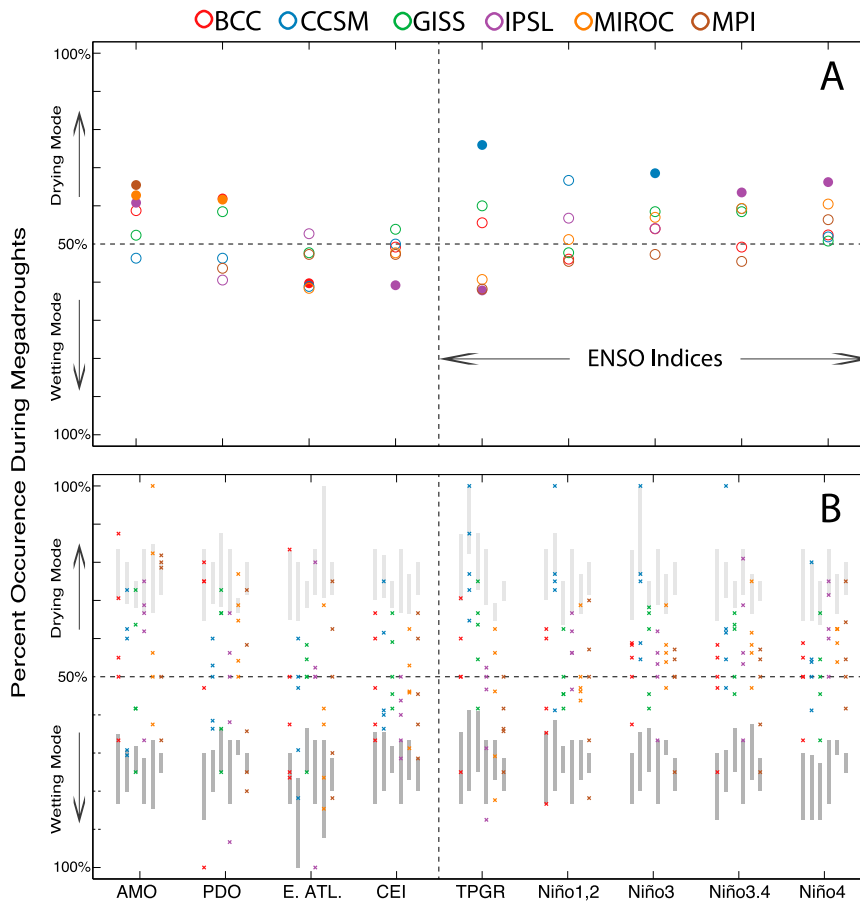 BCC CCSM GISS IPSL MIROC MPI
A
100%
Drying Mode
50%
Wetting Mode
100%
ENSO Indices
Percent Occurence During Megadroughts
B
100%
Drying Mode
50%
Wetting Mode
100%
AMO PDO E. ATL. CEI TPGR Niño1,2 Niño3 Niño3.4 Niño4